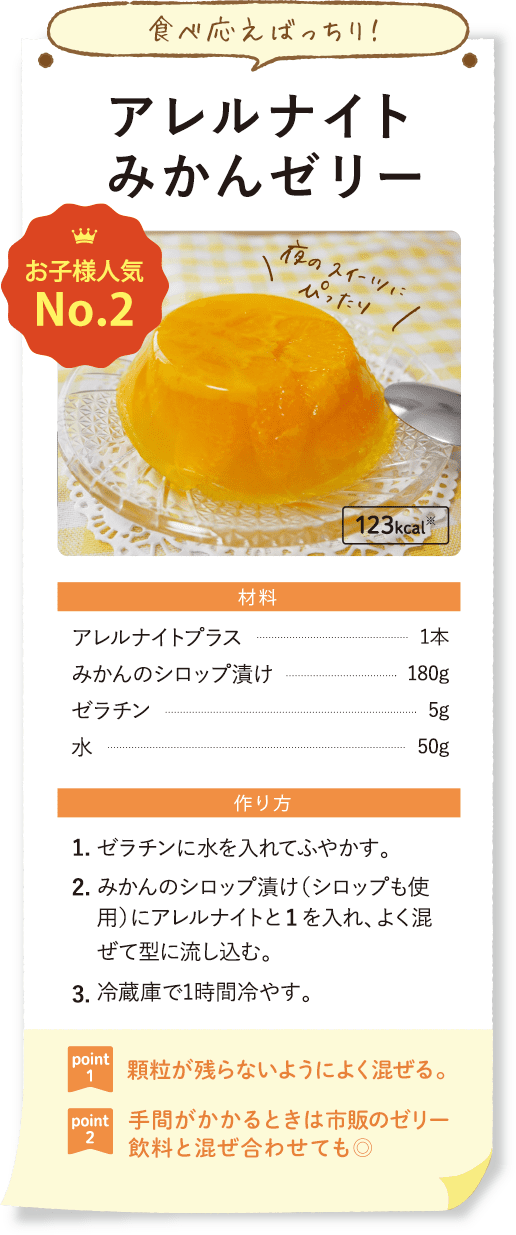 食べ応えばっちり!
アレルナイト
みかんゼリー
お子様人気
No.2
夜のスイーツに
ぴったり
123kcal※
材料
アレルナイトプラス 1本
みかんのシロップ漬け 180g
ゼラチン 5g
水 50g
作り方
1. ゼラチンに水を入れてふやかす。
2. みかんのシロップ漬け(シロップも使
用)にアレルナイトと1を入れ、よく混
ぜて型に流し込む。
3. 冷蔵庫で1時間冷やす。
point
1
顆粒が残らないようによく混ぜる。
point
2
手間がかかるときは市販のゼリー
飲料と混ぜ合わせても◎